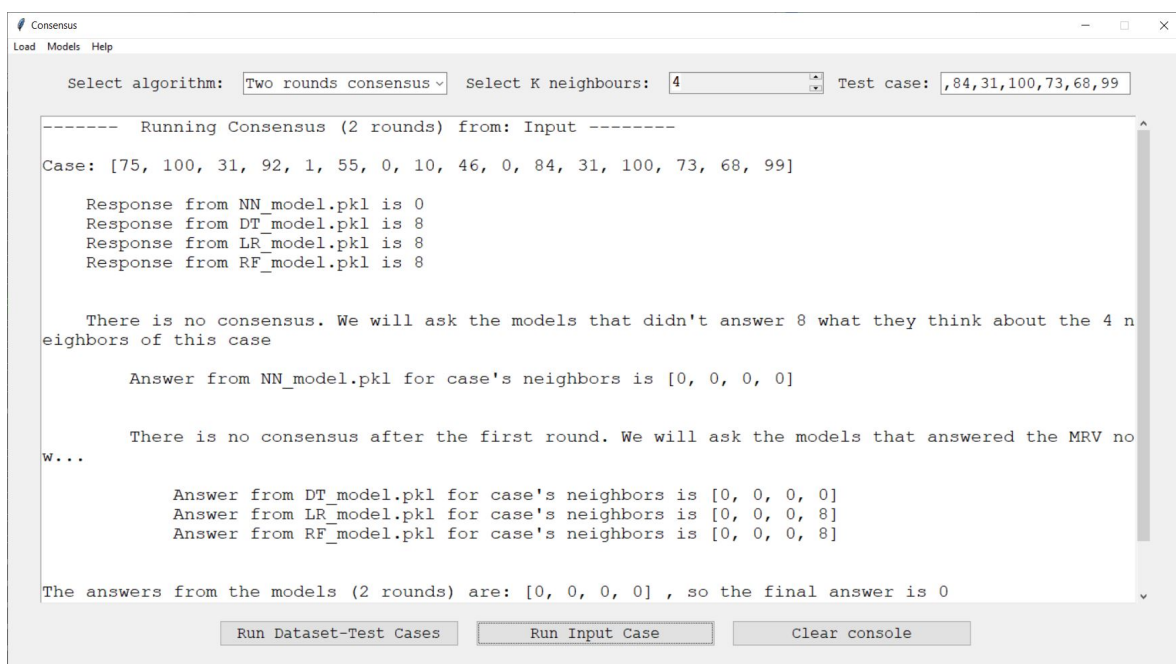 Consensus
Load Models Help
Select algorithm: Two rounds consensus Select K neighbours: 4 Test case: ,84,31,100,73,68,99
------- Running Consensus (2 rounds) from: Input --------
Case: [75, 100, 31, 92, 1, 55, 0, 10, 46, 0, 84, 31, 100, 73, 68, 99]
Response from NN_model.pkl is 0
Response from DT_model.pkl is 8
Response from LR_model.pkl is 8
Response from RF_model.pkl is 8
There is no consensus. We will ask the models that didn't answer 8 what they think about the 4 n
eighbors of this case
Answer from NN_model.pkl for case's neighbors is [0, 0, 0, 0]
There is no consensus after the first round. We will ask the models that answered the MRV no
w...
Answer from DT_model.pkl for case's neighbors is [0, 0, 0, 0]
Answer from LR_model.pkl for case's neighbors is [0, 0, 0, 8]
Answer from RF_model.pkl for case's neighbors is [0, 0, 0, 8]
The answers from the models (2 rounds) are: [0, 0, 0, 0] , so the final answer is 0
Run Dataset-Test Cases Run Input Case Clear console